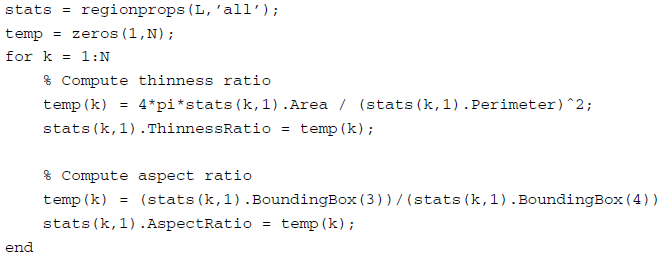 stats = regionprops(L,'all');
temp = zeros(1,N);
for k = 1:N
    % Compute thinness ratio
    temp(k) = 4*pi*stats(k,1).Area / (stats(k,1).Perimeter)^2;
    stats(k,1).ThinnessRatio = temp(k);

    % Compute aspect ratio
    temp(k) = (stats(k,1).BoundingBox(3))/(stats(k,1).BoundingBox(4))
    stats(k,1).AspectRatio = temp(k);
end